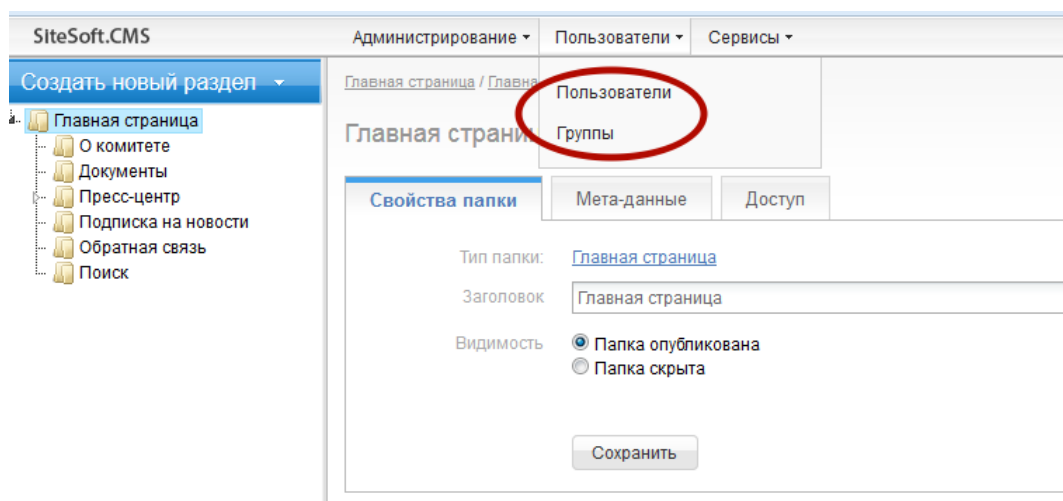 SiteSoft.CMS
Администрирование
Пользователи
Сервисы
Создать новый раздел
Главная страница
О комитете
Документы
Пресс-центр
Подписка на новости
Обратная связь
Поиск
Главная страница / Главна
Пользователи
Группы
Главная страни
Свойства папки
Мета-данные
Доступ
Тип папки: Главная страница
Заголовок Главная страница
Видимость Папка опубликована
Папка скрыта
Сохранить